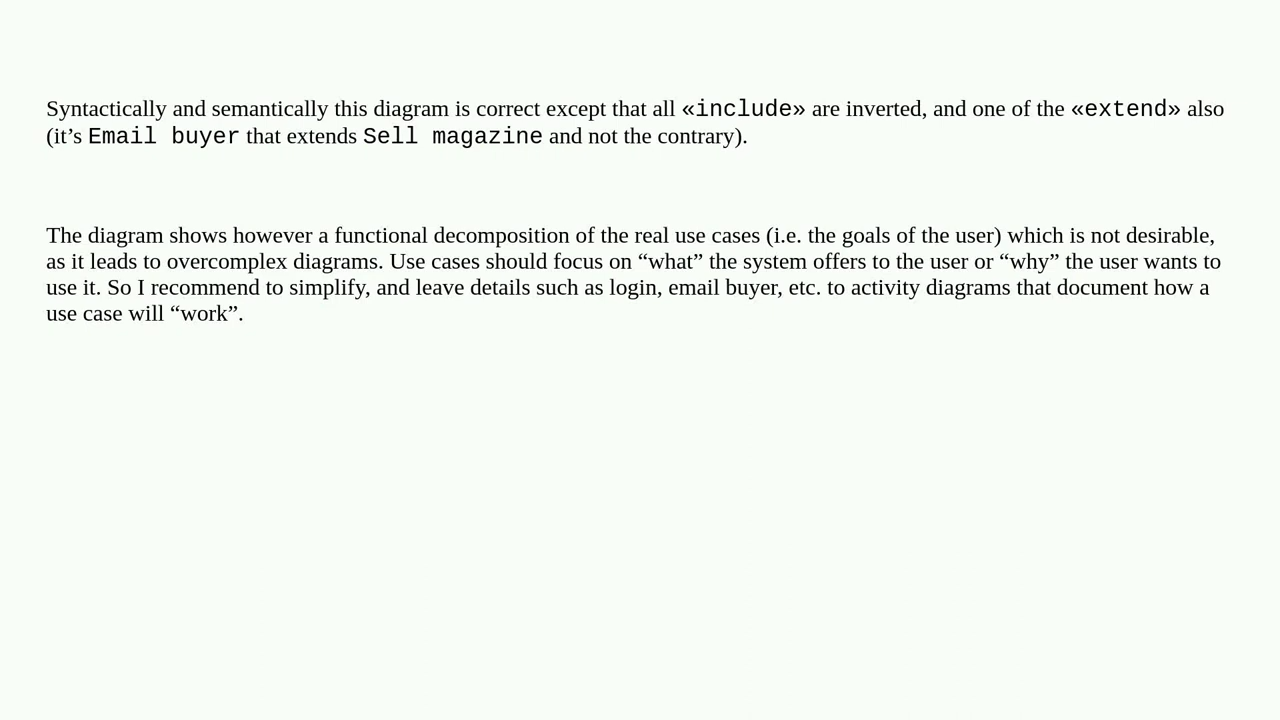 Syntactically and semantically this diagram is correct except that all «include» are inverted, and one of the «extend» also
(it’s Email buyer that extends Sell magazine and not the contrary).
The diagram shows however a functional decomposition of the real use cases (i.e. the goals of the user) which is not desirable,
as it leads to overcomplex diagrams. Use cases should focus on “what” the system offers to the user or “why” the user wants to
use it. So I recommend to simplify, and leave details such as login, email buyer, etc. to activity diagrams that document how a
use case will “work”.